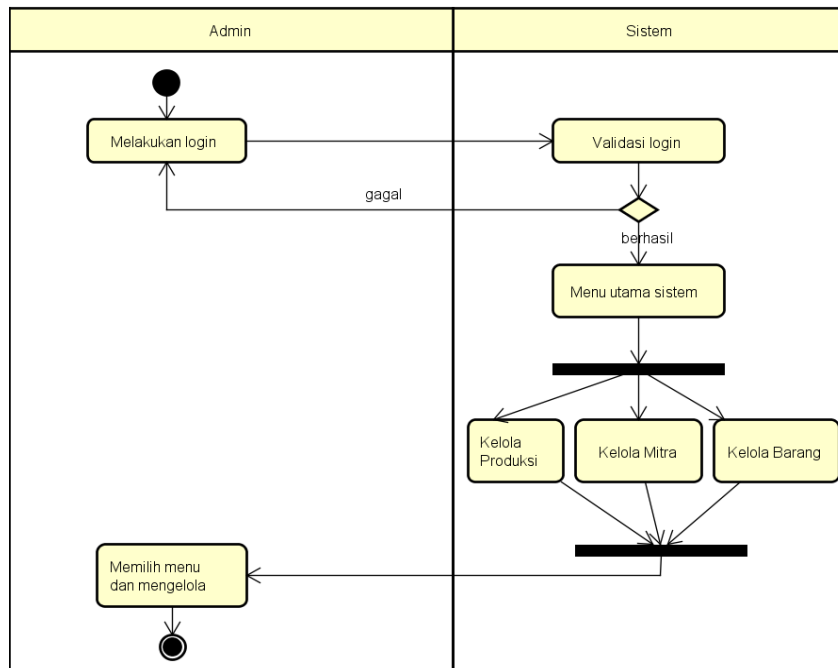 Admin
Sistem
Melakukan login
Validasi login
gagal
berhasil
Menu utama sistem
Kelola
Produksi
Kelola Mitra
Kelola Barang
Memilih menu
dan mengelola